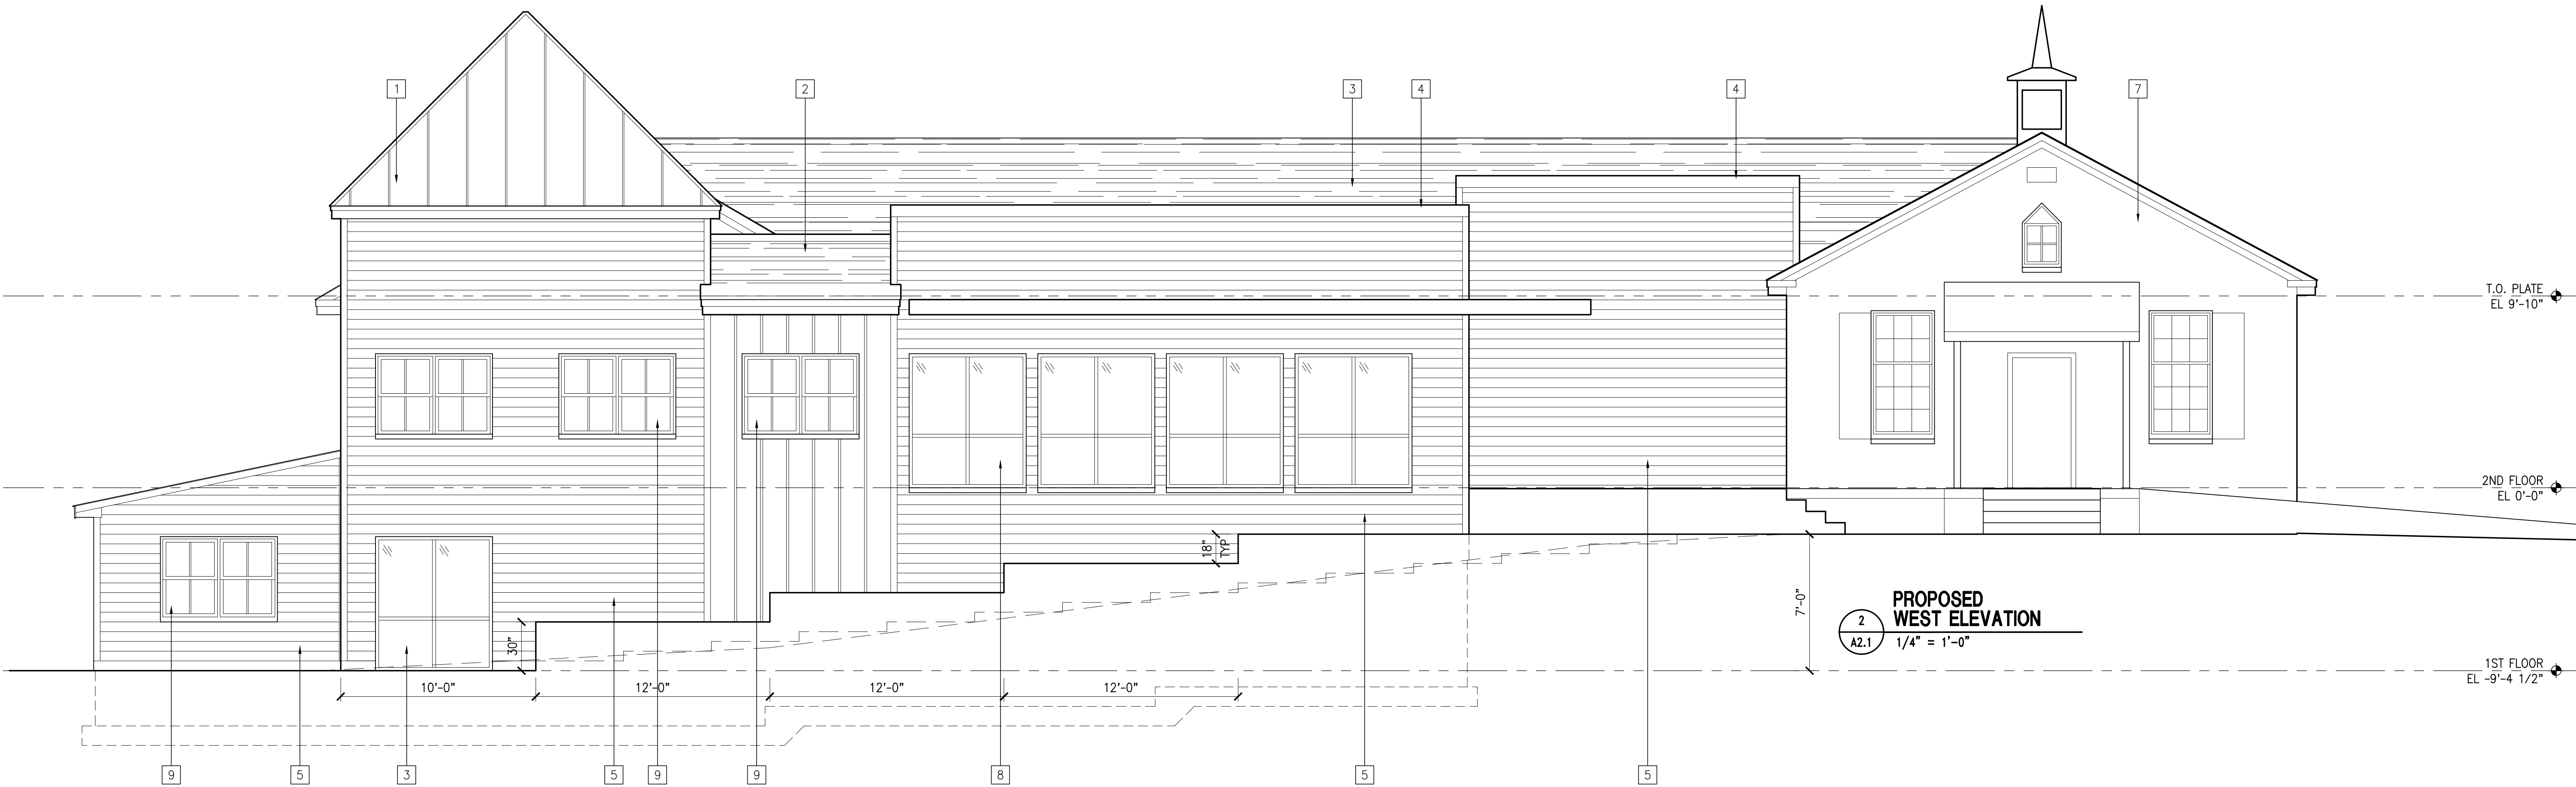 1
2
3
4
4
7
T.O. PLATE
EL 9'-10"
2ND FLOOR
EL 0'-0"
18"
TYP
7'-0"
30"
2
A2.1
PROPOSED
WEST ELEVATION
1/4" = 1'-0"
1ST FLOOR
EL -9'-4 1/2"
10'-0"
12'-0"
12'-0"
12'-0"
9
5
3
5
9
9
8
5
5